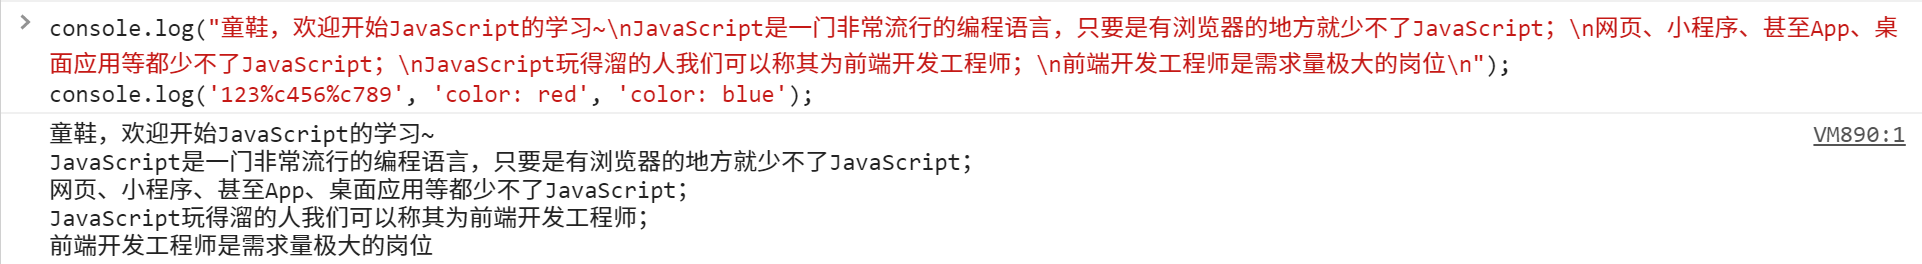 console.log("童鞋，欢迎开始JavaScript的学习~\nJavaScript是一门非常流行的编程语言，只要是有浏览器的地方就少不了JavaScript；\n网页、小程序、甚至App、桌
面应用等都少不了JavaScript；\nJavaScript玩得溜的人我们可以称其为前端开发工程师；\n前端开发工程师是需求量极大的岗位\n");
console.log('123%c456%c789', 'color: red', 'color: blue');
童鞋，欢迎开始JavaScript的学习~ VM890:1
JavaScript是一门非常流行的编程语言，只要是有浏览器的地方就少不了JavaScript；
网页、小程序、甚至App、桌面应用等都少不了JavaScript；
JavaScript玩得溜的人我们可以称其为前端开发工程师；
前端开发工程师是需求量极大的岗位